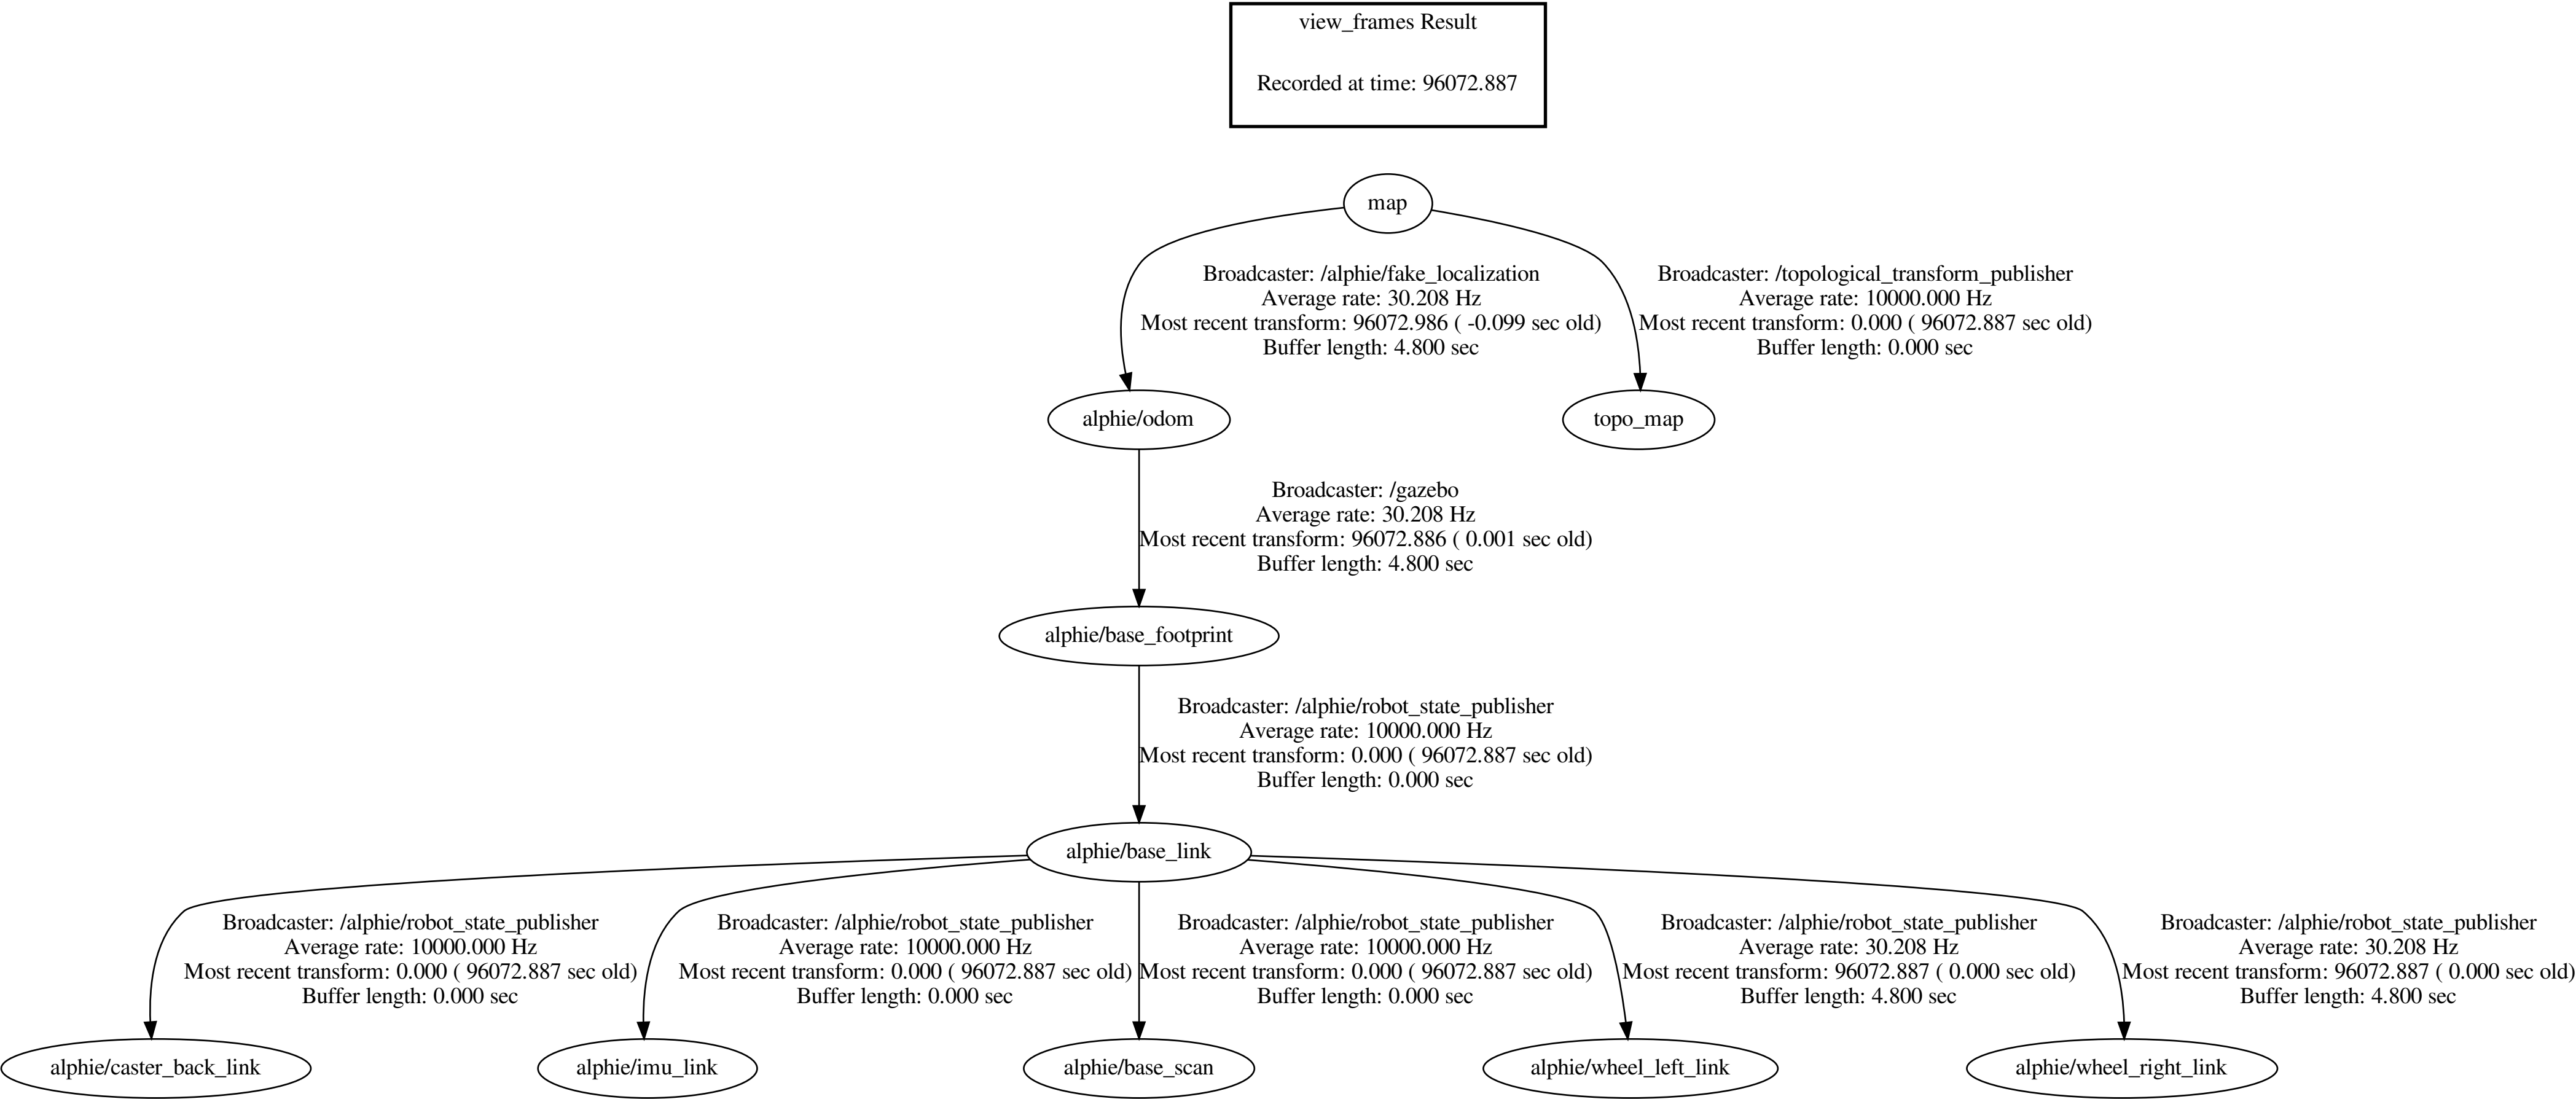 view_frames Result
Recorded at time: 96072.887
map
Broadcaster: /alphie/fake_localization
Average rate: 30.208 Hz
Most recent transform: 96072.986 ( -0.099 sec old)
Buffer length: 4.800 sec
Broadcaster: /topological_transform_publisher
Average rate: 10000.000 Hz
Most recent transform: 0.000 ( 96072.887 sec old)
Buffer length: 0.000 sec
alphie/odom
topo_map
Broadcaster: /gazebo
Average rate: 30.208 Hz
Most recent transform: 96072.886 ( 0.001 sec old)
Buffer length: 4.800 sec
alphie/base_footprint
Broadcaster: /alphie/robot_state_publisher
Average rate: 10000.000 Hz
Most recent transform: 0.000 ( 96072.887 sec old)
Buffer length: 0.000 sec
alphie/base_link
Broadcaster: /alphie/robot_state_publisher
Average rate: 10000.000 Hz
Most recent transform: 0.000 ( 96072.887 sec old)
Buffer length: 0.000 sec
Broadcaster: /alphie/robot_state_publisher
Average rate: 10000.000 Hz
Most recent transform: 0.000 ( 96072.887 sec old)
Buffer length: 0.000 sec
Broadcaster: /alphie/robot_state_publisher
Average rate: 10000.000 Hz
Most recent transform: 0.000 ( 96072.887 sec old)
Buffer length: 0.000 sec
Broadcaster: /alphie/robot_state_publisher
Average rate: 30.208 Hz
Most recent transform: 96072.887 ( 0.000 sec old)
Buffer length: 4.800 sec
Broadcaster: /alphie/robot_state_publisher
Average rate: 30.208 Hz
Most recent transform: 96072.887 ( 0.000 sec old)
Buffer length: 4.800 sec
alphie/caster_back_link
alphie/imu_link
alphie/base_scan
alphie/wheel_left_link
alphie/wheel_right_link